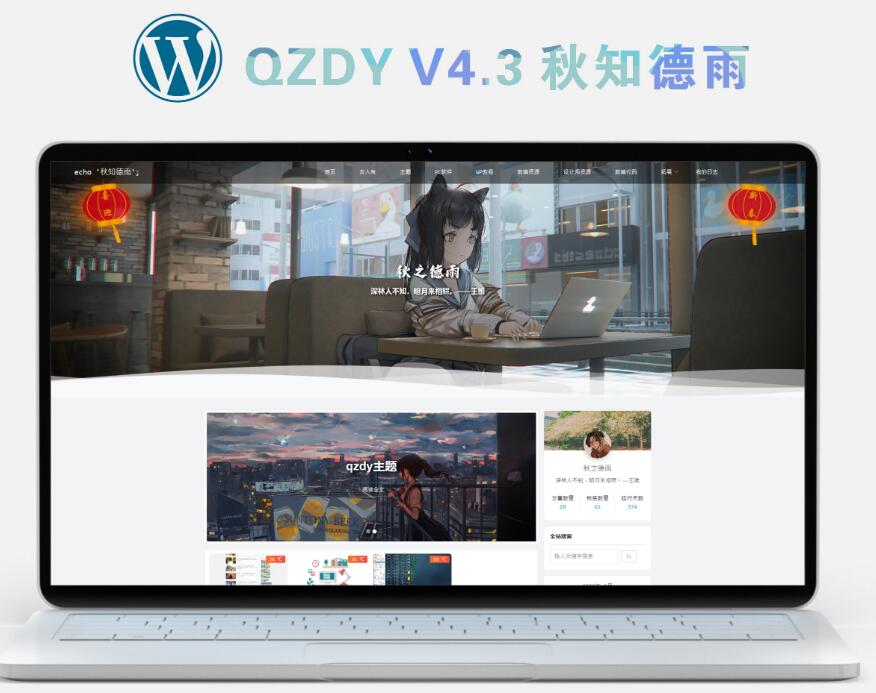 QZDY V4.3 秋知德雨
echo '秋知德雨';
首页 友人帐 主题 PC软件 WP教程 前端资源 设计师资源 前端代码 拓展 我的日志
喜迎
新春
秋之德雨
深林人不知,明月来相照。——王维
qzdy主题
阅读全文
秋之德雨
深林人不知,明月来相照。——王维
文章数量 标签数量 运行天数
374
全站搜索
输入关键字搜索